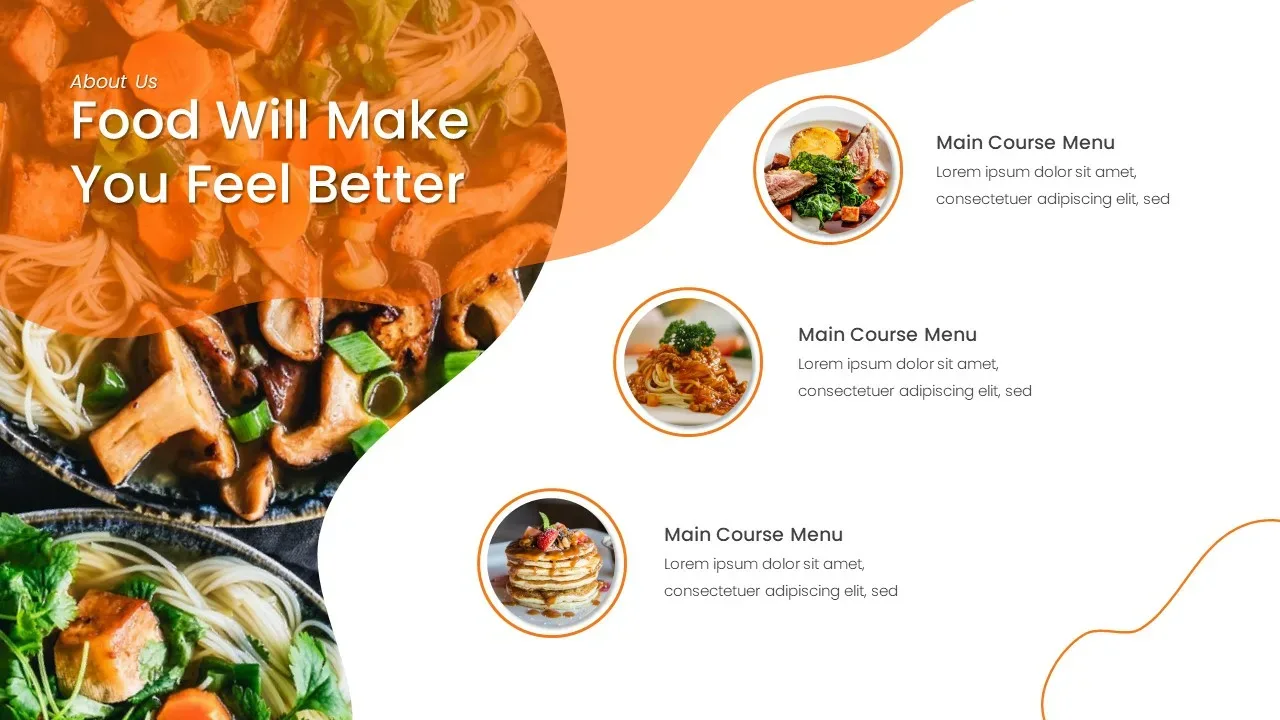 About Us
Food Will Make
You Feel Better
Main Course Menu
Lorem ipsum dolor sit amet,
consectetuer adipiscing elit, sed
Main Course Menu
Lorem ipsum dolor sit amet,
consectetuer adipiscing elit, sed
Main Course Menu
Lorem ipsum dolor sit amet,
consectetuer adipiscing elit, sed